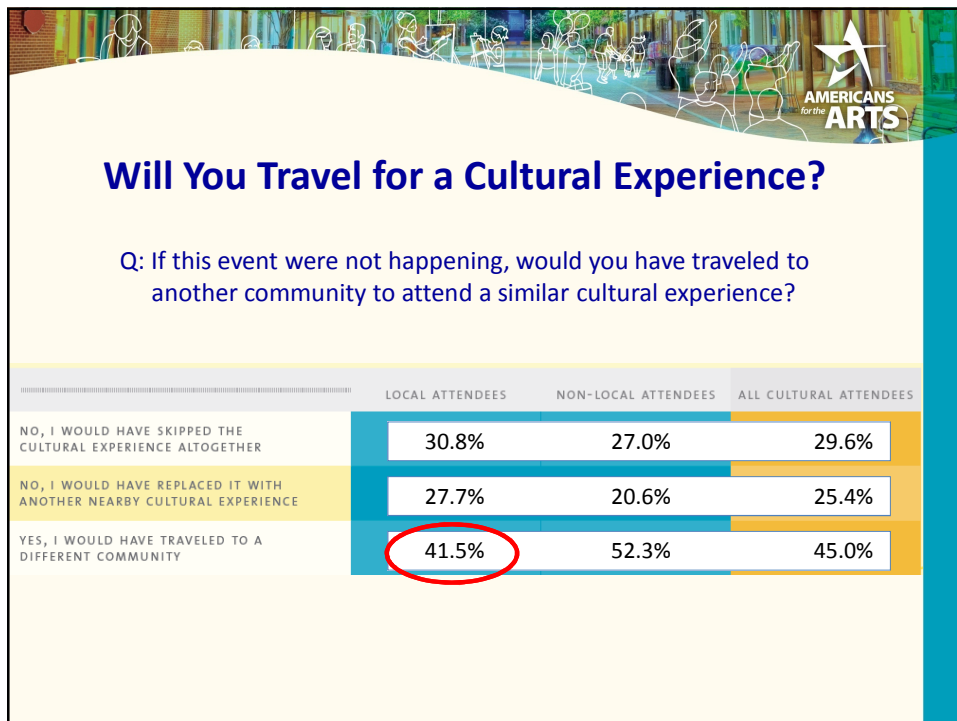 AMERICANS
for the ARTS
Will You Travel for a Cultural Experience?
Q: If this event were not happening, would you have traveled to
another community to attend a similar cultural experience?
LOCAL ATTENDEES NON-LOCAL ATTENDEES ALL CULTURAL ATTENDEES
NO, I WOULD HAVE SKIPPED THE
CULTURAL EXPERIENCE ALTOGETHER
30.8% 27.0% 29.6%
NO, I WOULD HAVE REPLACED IT WITH
ANOTHER NEARBY CULTURAL EXPERIENCE
27.7% 20.6% 25.4%
YES, I WOULD HAVE TRAVELED TO A
DIFFERENT COMMUNITY
41.5% 52.3% 45.0%